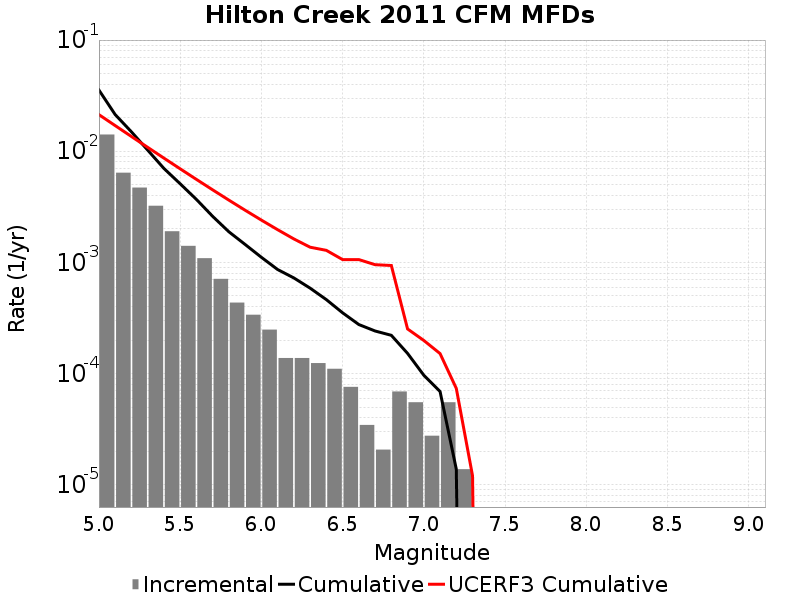 Hilton Creek 2011 CFM MFDs
10-1
10-2
10-3
10-4
10-5
Rate (1/yr)
5.0 5.5 6.0 6.5 7.0 7.5 8.0 8.5 9.0
Magnitude
Incremental Cumulative UCERF3 Cumulative